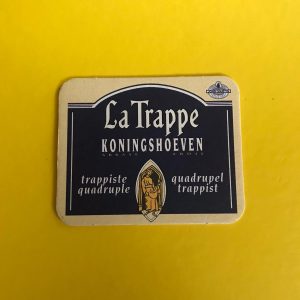 La Trappe
KONINGSHOEVEN
trappiste quadrupel
quadruple trappist